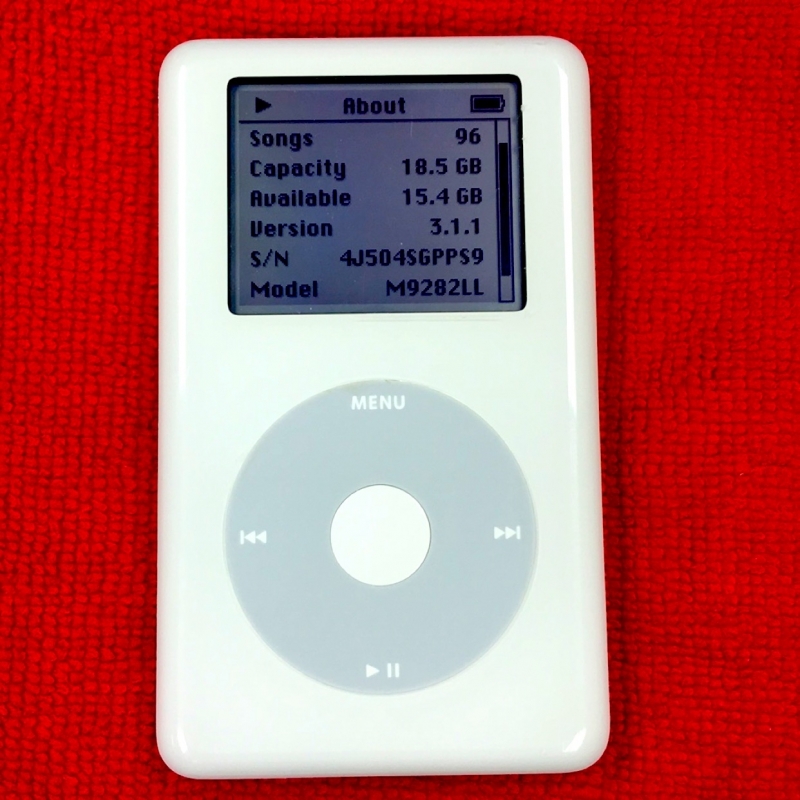 About
Songs 96
Capacity 18.5 GB
Available 15.4 GB
Version 3.1.1
S/N 4J504SGPPS9
Model M9282LL
MENU